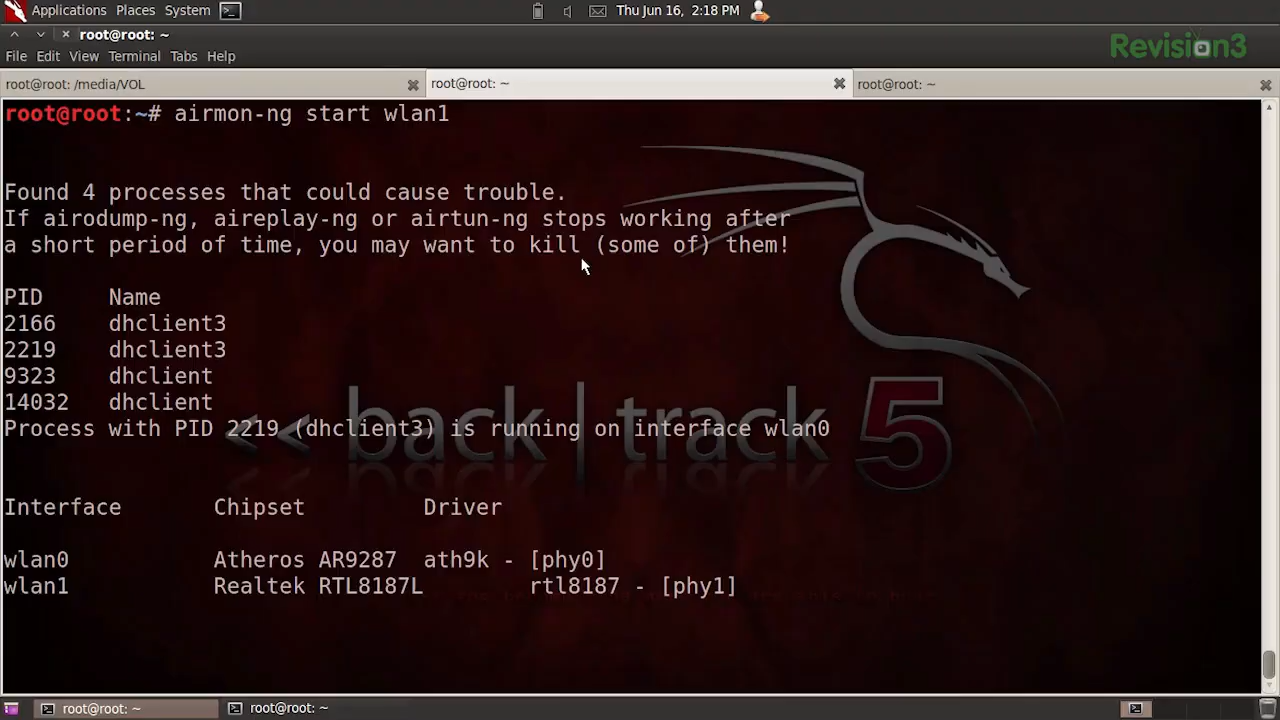 Applications Places System
Thu Jun 16, 2:18 PM
root@root: ~
Revision3
File Edit View Terminal Tabs Help
root@root: /media/VOL
root@root: ~
root@root: ~
root@root:~# airmon-ng start wlan1
Found 4 processes that could cause trouble.
If airodump-ng, aireplay-ng or airtun-ng stops working after
a short period of time, you may want to kill (some of) them!
PID Name
2166 dhclient3
2219 dhclient3
9323 dhclient
14032 dhclient
Process with PID 2219 (dhclient3) is running on interface wlan0
<< back | track 5
Interface Chipset Driver
wlan0 Atheros AR9287 ath9k - [phy0]
wlan1 Realtek RTL8187L rtl8187 - [phy1]
root@root: ~
root@root: ~